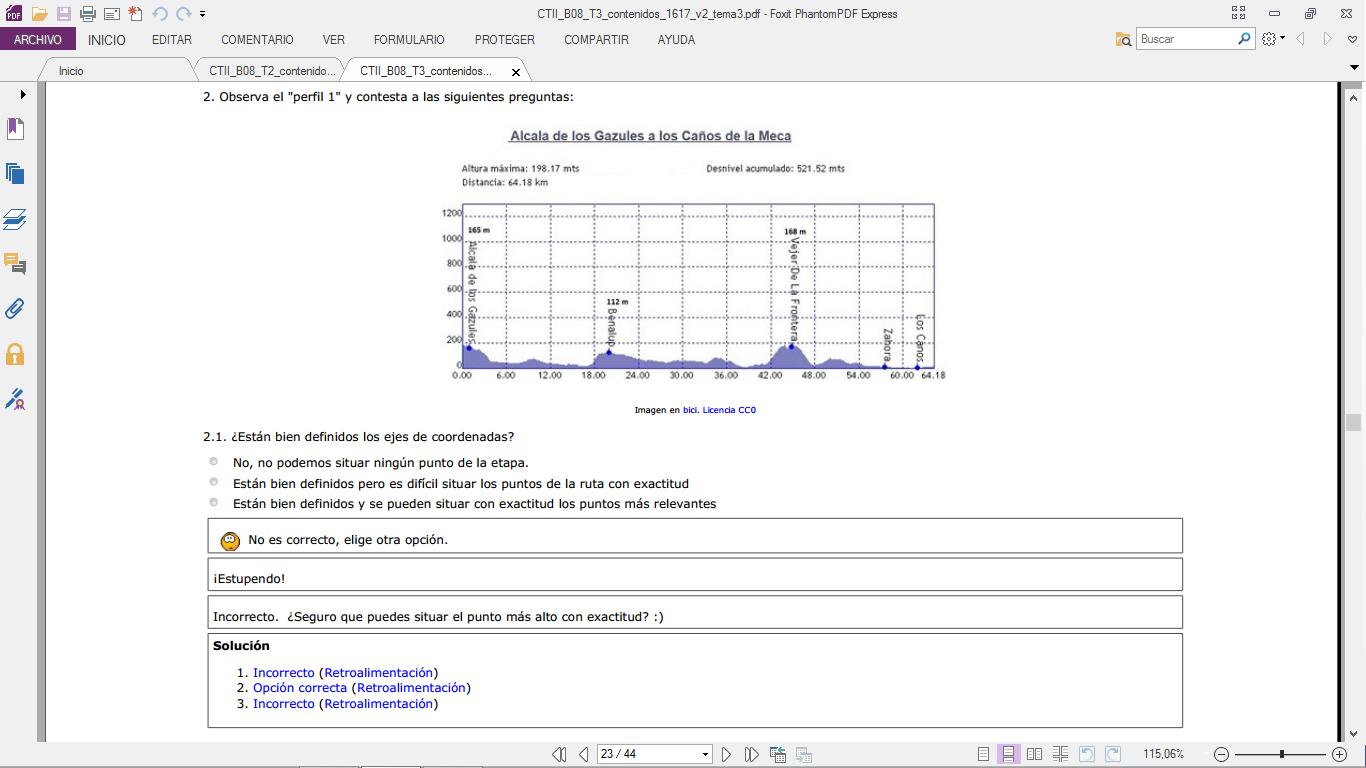 CTII_B08_T3_contenidos_1617_v2_tema3.pdf - Foxit PhantomPDF Express
ARCHIVO INICIO EDITAR COMENTARIO VER FORMULARIO PROTEGER COMPARTIR AYUDA Buscar
Inicio CTII_B08_T2_contenido... CTII_B08_T3_contenidos...
2. Observa el "perfil 1" y contesta a las siguientes preguntas:
Alcala de los Gazules a los Caños de la Meca
Altura máxima: 198.17 mts Desnivel acumulado: 521.52 mts
Distancia: 64.18 km
1200
1000
800
600
400
200
0
165 m
Alcala de los Gazules
112 m
Benalup
168 m
Vejer De La Frontera
Zahora
Los Canos
0.00 6.00 12.00 18.00 24.00 30.00 36.00 42.00 48.00 54.00 60.00 64.18
Imagen en bici. Licencia CC0
2.1. ¿Están bien definidos los ejes de coordenadas?
No, no podemos situar ningún punto de la etapa.
Están bien definidos pero es difícil situar los puntos de la ruta con exactitud
Están bien definidos y se pueden situar con exactitud los puntos más relevantes
No es correcto, elige otra opción.
¡Estupendo!
Incorrecto. ¿Seguro que puedes situar el punto más alto con exactitud? :)
Solución
1. Incorrecto (Retroalimentación)
2. Opción correcta (Retroalimentación)
3. Incorrecto (Retroalimentación)
23 / 44
115,06%